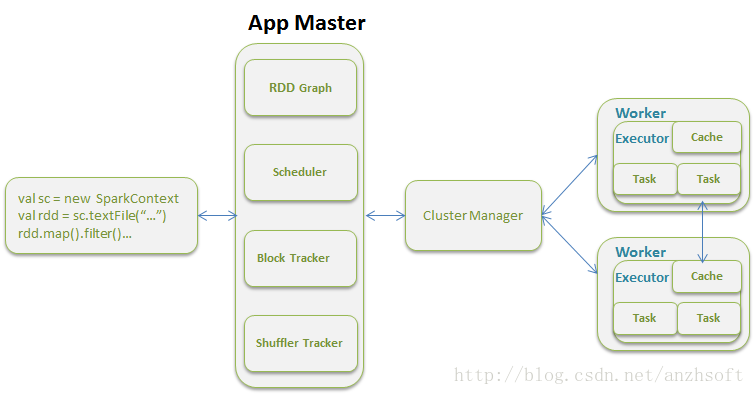 App Master
RDD Graph
Scheduler
Block Tracker
Shuffler Tracker
val sc = new SparkContext
val rdd = sc.textFile(“...”)
rdd.map().filter()...
Cluster Manager
Worker
Executor
Cache
Task
Task
Worker
Executor
Cache
Task
Task
http://blog.csdn.net/anzhsoft